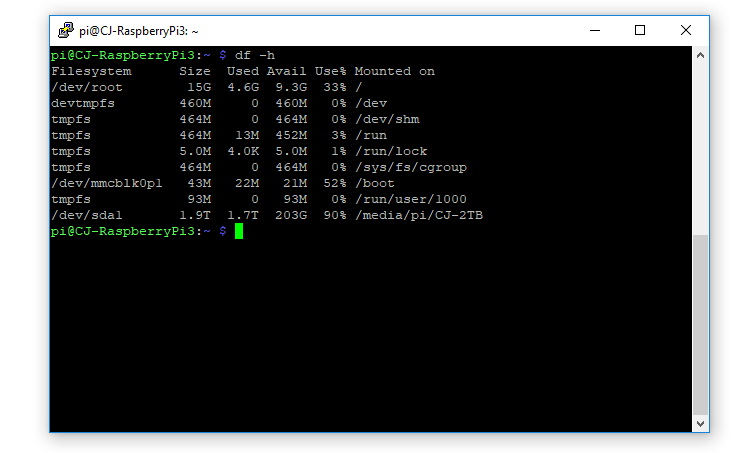 pi@CJ-RaspberryPi3: ~
pi@CJ-RaspberryPi3:~ $ df -h
Filesystem      Size  Used Avail Use% Mounted on
/dev/root        15G  4.6G  9.3G  33% /
devtmpfs        460M     0  460M   0% /dev
tmpfs           464M     0  464M   0% /dev/shm
tmpfs           464M   13M  452M   3% /run
tmpfs           5.0M  4.0K  5.0M   1% /run/lock
tmpfs           464M     0  464M   0% /sys/fs/cgroup
/dev/mmcblk0p1   43M   22M   21M  52% /boot
tmpfs            93M     0   93M   0% /run/user/1000
/dev/sda1       1.9T  1.7T  203G  90% /media/pi/CJ-2TB
pi@CJ-RaspberryPi3:~ $